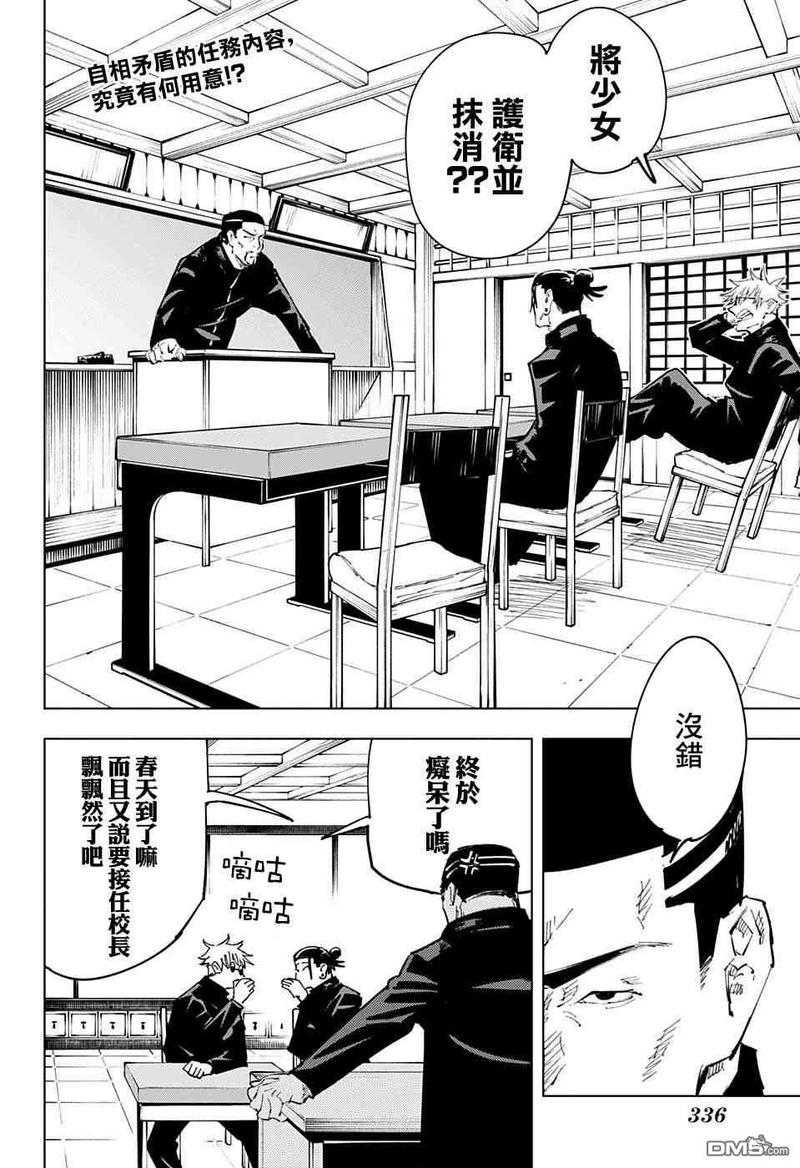 自相矛盾的任務內容，
究竟有何用意!?
將少女
護衛並
抹消??
沒錯
終於
癡呆了嗎
春天到了嘛
而且又說要接任校長
飄飄然了吧
嘀咕
嘀咕
336
DM5